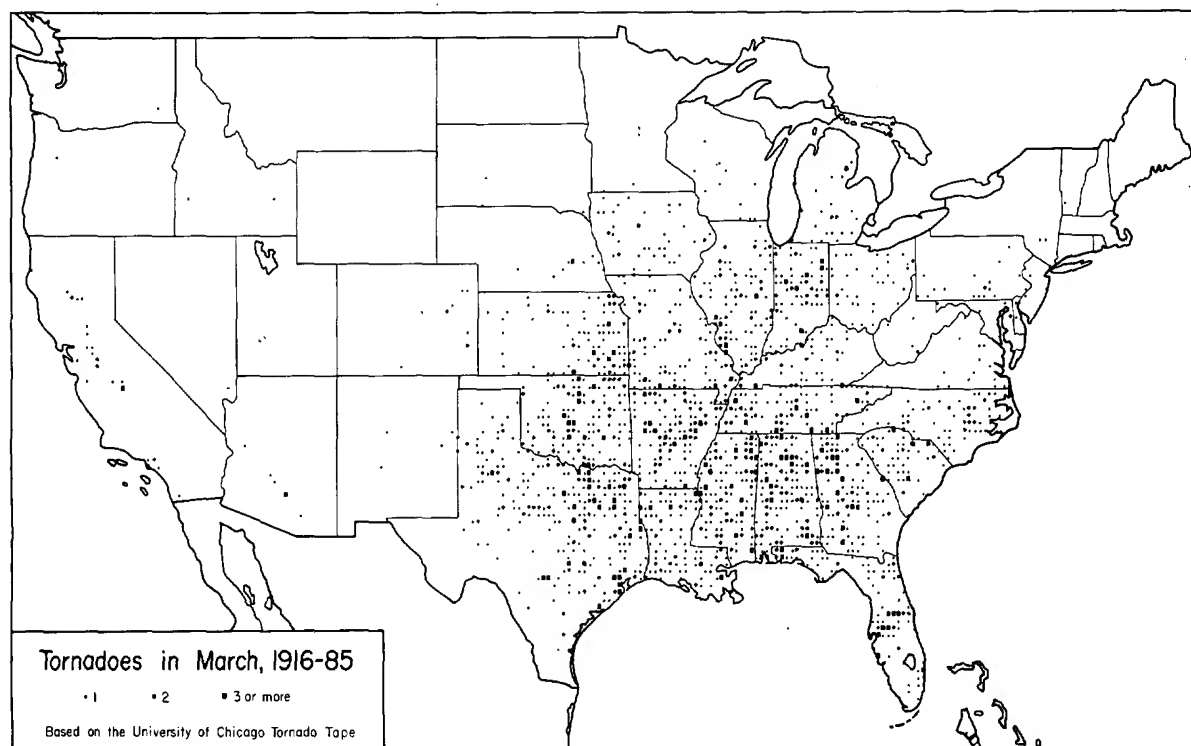 Tornadoes in March, 1916-85
• 1 ▪ 2 ■ 3 or more
Based on the University of Chicago Tornado Tape